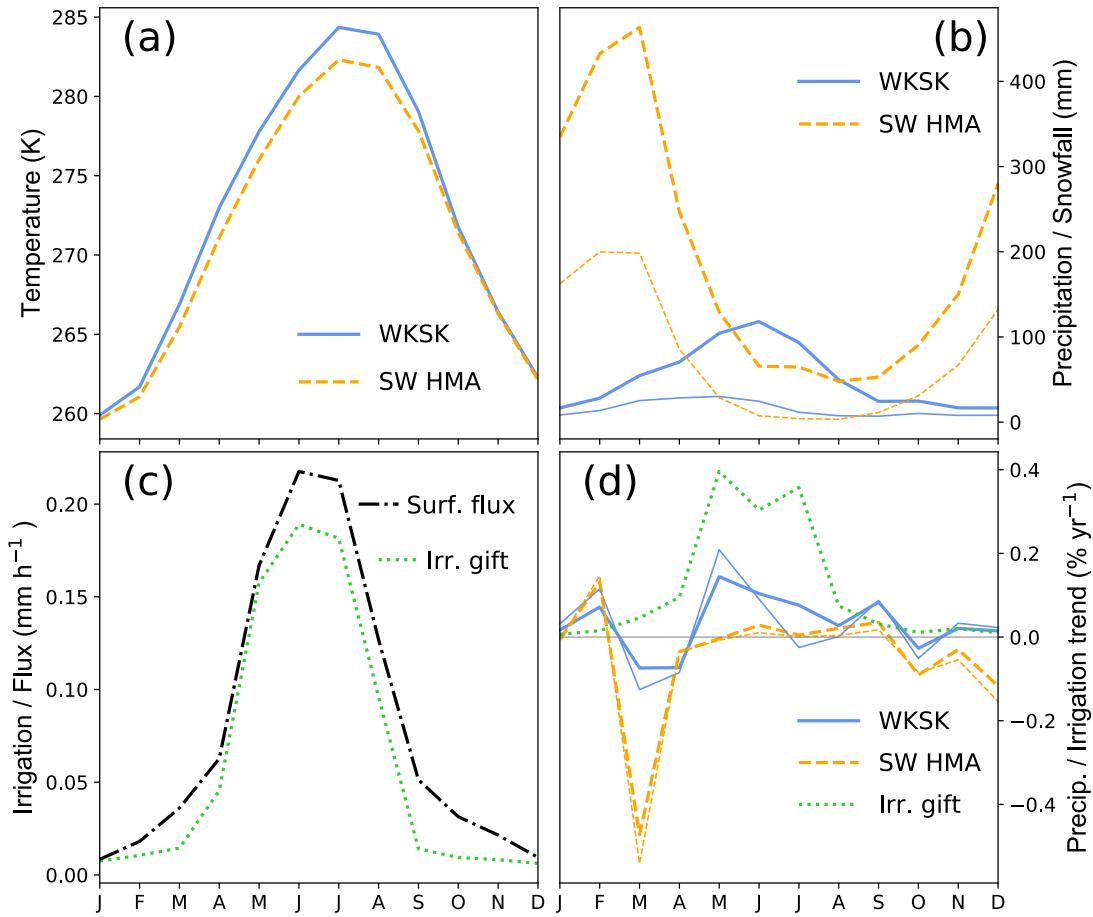 (a)
Temperature (K)
285
280
275
270
265
260
WKSK
SW HMA
(b)
WKSK
SW HMA
400
300
200
100
0
Precipitation / Snowfall (mm)
(c)
Irrigation / Flux (mm h⁻¹)
0.20
0.15
0.10
0.05
0.00
Surf. flux
Irr. gift
J F M A M J J A S O N D
(d)
0.4
0.2
0.0
−0.2
−0.4
Precip. / Irrigation trend (% yr⁻¹)
WKSK
SW HMA
Irr. gift
J F M A M J J A S O N D